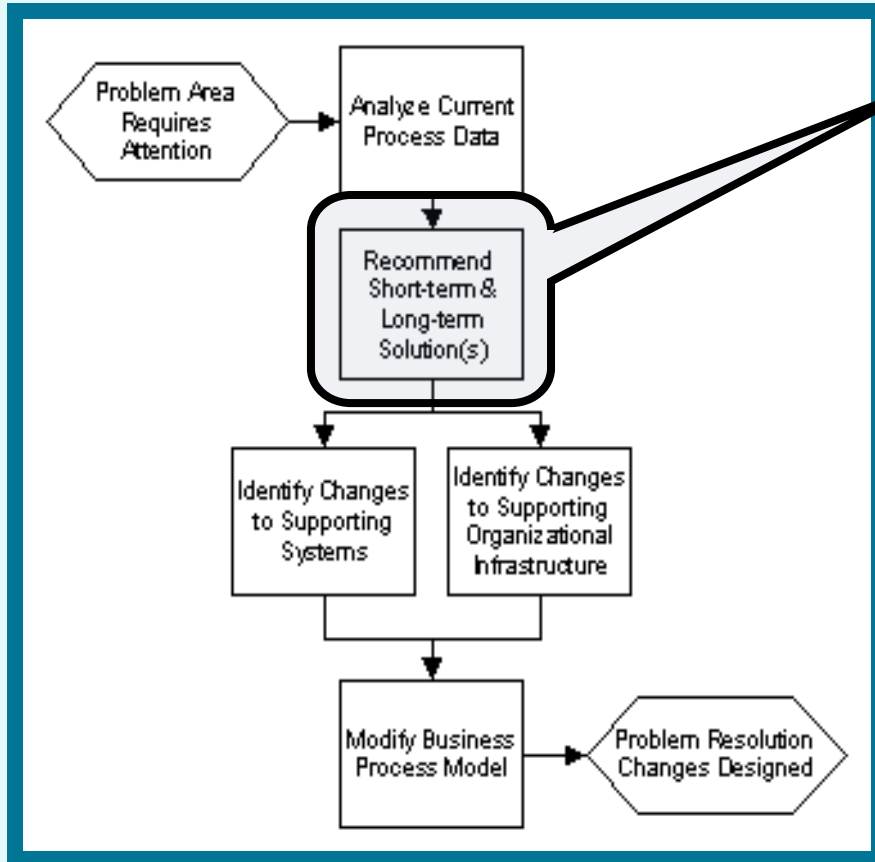 Problem Area
Requires
Attention
Analyze Current
Process Data
Recommend
Short-term &
Long-term
Solution(s)
Identify Changes
to Supporting
Systems
Identify Changes
to Supporting
Organizational
Infrastructure
Modify Business
Process Model
Problem Resolution
Changes Designed